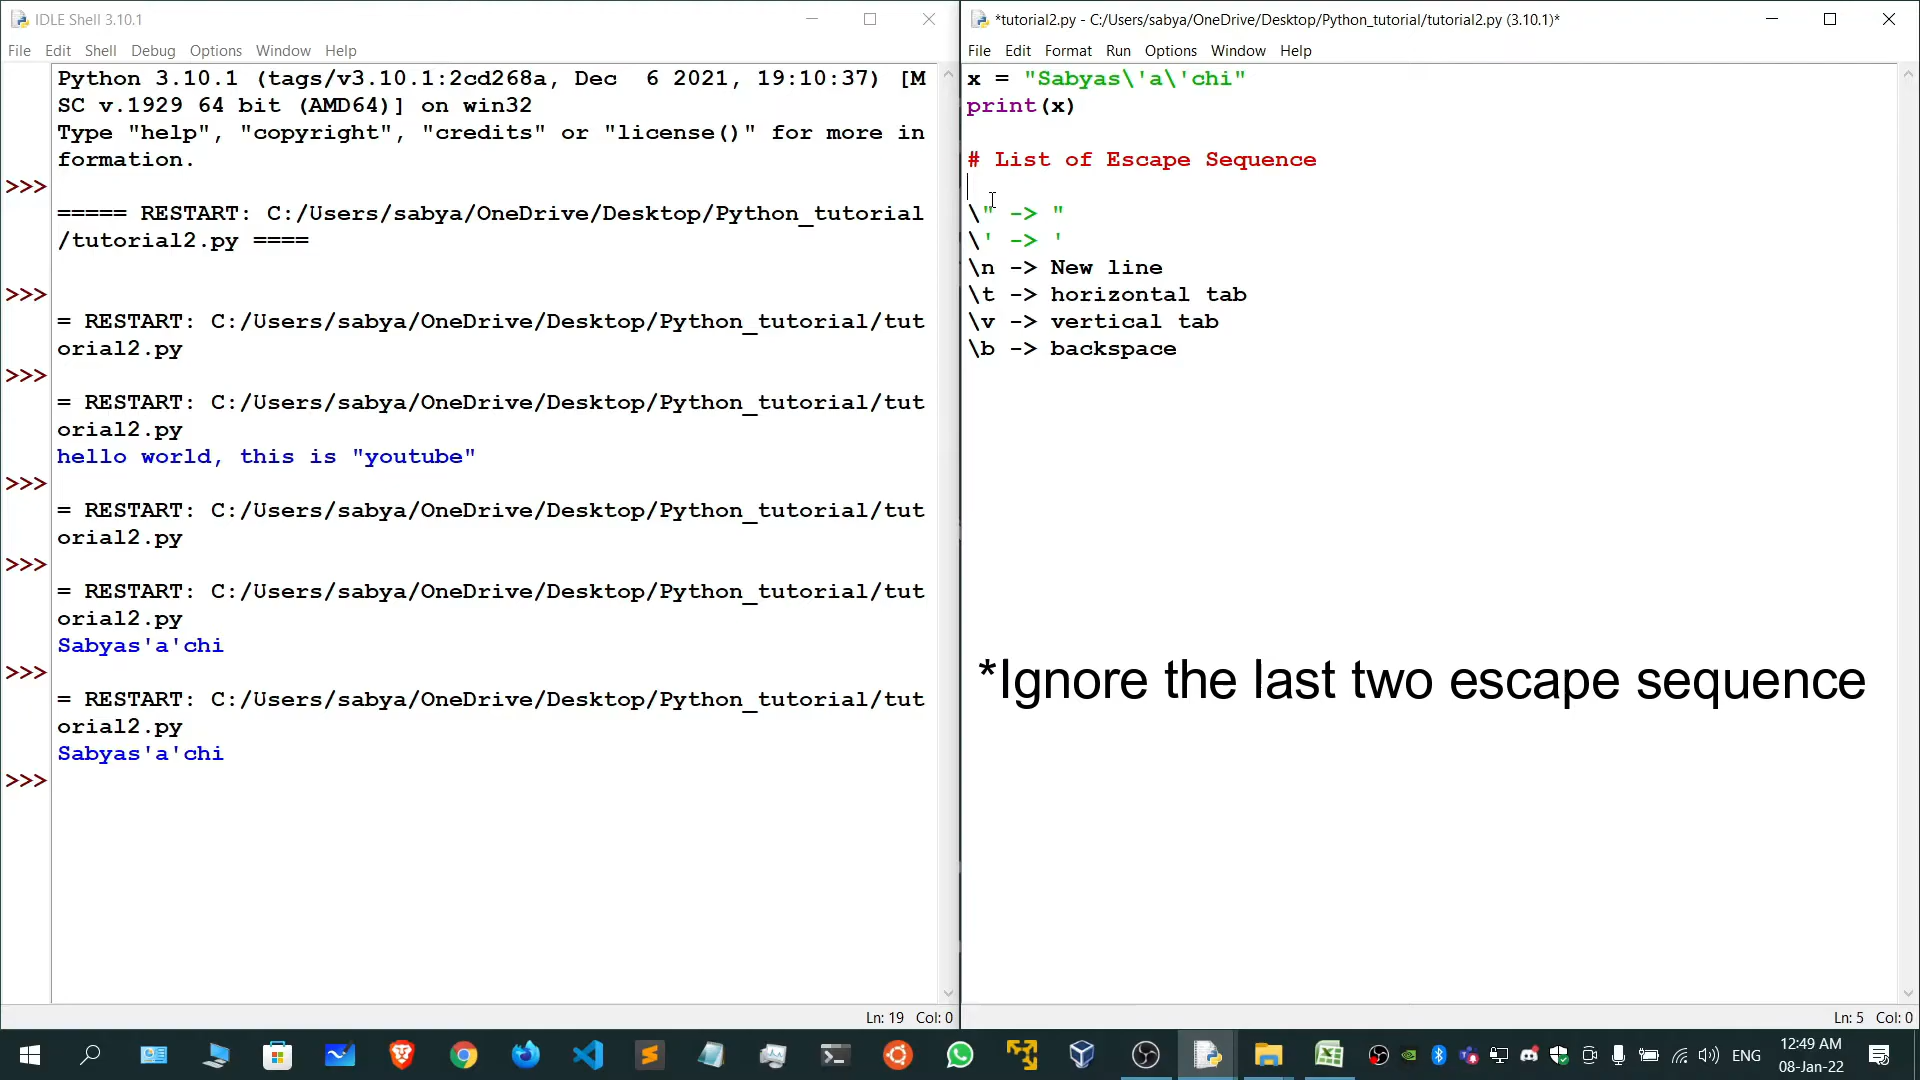 IDLE Shell 3.10.1
File Edit Shell Debug Options Window Help
Python 3.10.1 (tags/v3.10.1:2cd268a, Dec  6 2021, 19:10:37) [M
SC v.1929 64 bit (AMD64)] on win32
Type "help", "copyright", "credits" or "license()" for more in
formation.
>>>
===== RESTART: C:/Users/sabya/OneDrive/Desktop/Python_tutorial
/tutorial2.py ====
>>>
= RESTART: C:/Users/sabya/OneDrive/Desktop/Python_tutorial/tut
orial2.py
>>>
= RESTART: C:/Users/sabya/OneDrive/Desktop/Python_tutorial/tut
orial2.py
hello world, this is "youtube"
>>>
= RESTART: C:/Users/sabya/OneDrive/Desktop/Python_tutorial/tut
orial2.py
>>>
= RESTART: C:/Users/sabya/OneDrive/Desktop/Python_tutorial/tut
orial2.py
Sabyas'a'chi
>>>
= RESTART: C:/Users/sabya/OneDrive/Desktop/Python_tutorial/tut
orial2.py
Sabyas'a'chi
>>>
Ln: 19 Col: 0
*tutorial2.py - C:/Users/sabya/OneDrive/Desktop/Python_tutorial/tutorial2.py (3.10.1)*
File Edit Format Run Options Window Help
x = "Sabyas\'a\'chi"
print(x)
# List of Escape Sequence
\" -> "
\' -> '
\n -> New line
\t -> horizontal tab
\v -> vertical tab
\b -> backspace
*Ignore the last two escape sequence
Ln: 5 Col: 0
ENG
12:49 AM
08-Jan-22